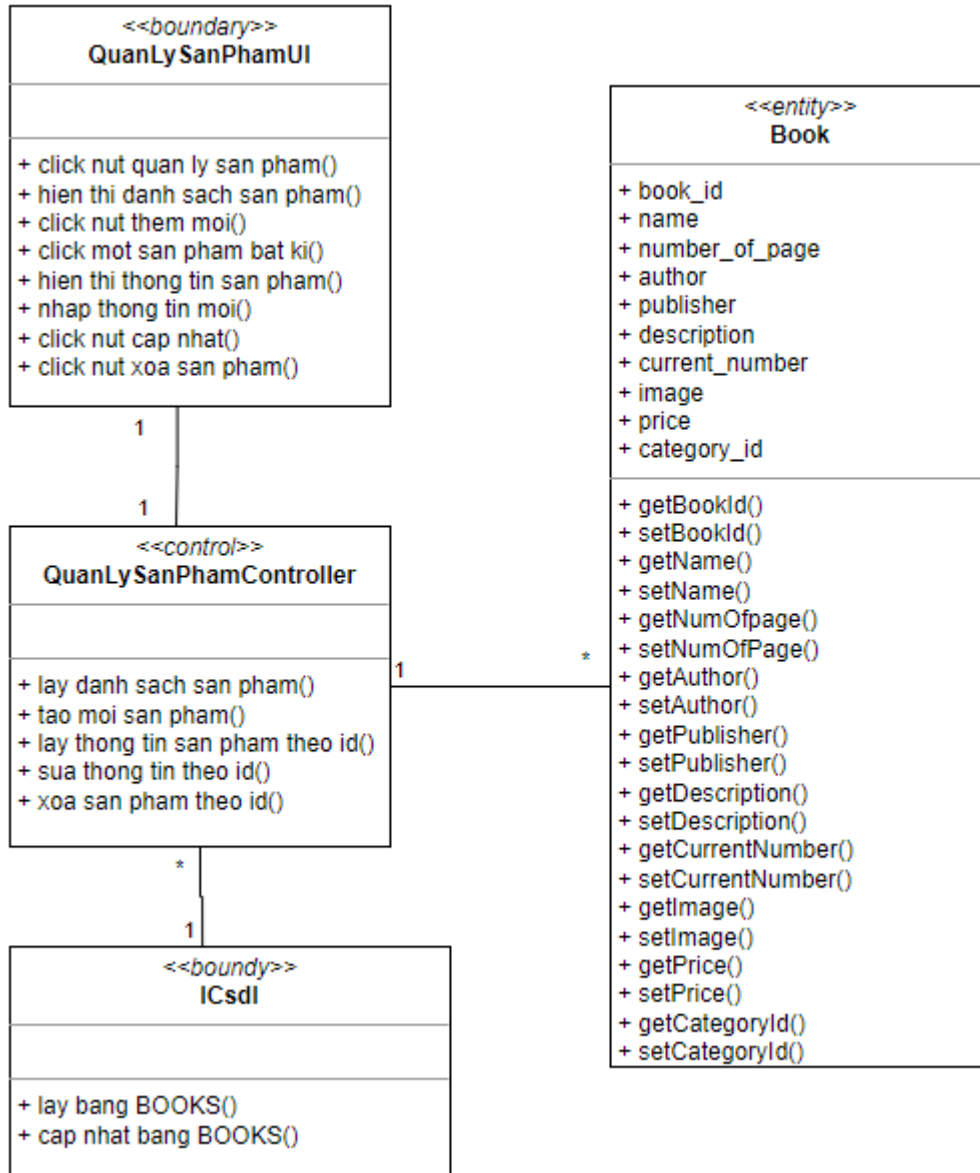 <<boundary>>
QuanLySanPhamUI
+ click nut quan ly san pham()
+ hien thi danh sach san pham()
+ click nut them moi()
+ click mot san pham bat ki()
+ hien thi thong tin san pham()
+ nhap thong tin moi()
+ click nut cap nhat()
+ click nut xoa san pham()
1
1
<<control>>
QuanLySanPhamController
+ lay danh sach san pham()
+ tao moi san pham()
+ lay thong tin san pham theo id()
+ sua thong tin theo id()
+ xoa san pham theo id()
1
*
*
1
<<boundy>>
ICsdl
+ lay bang BOOKS()
+ cap nhat bang BOOKS()
<<entity>>
Book
+ book_id
+ name
+ number_of_page
+ author
+ publisher
+ description
+ current_number
+ image
+ price
+ category_id
+ getBookId()
+ setBookId()
+ getName()
+ setName()
+ getNumOfpage()
+ setNumOfPage()
+ getAuthor()
+ setAuthor()
+ getPublisher()
+ setPublisher()
+ getDescription()
+ setDescription()
+ getCurrentNumber()
+ setCurrentNumber()
+ getImage()
+ setImage()
+ getPrice()
+ setPrice()
+ getCategoryId()
+ setCategoryId()